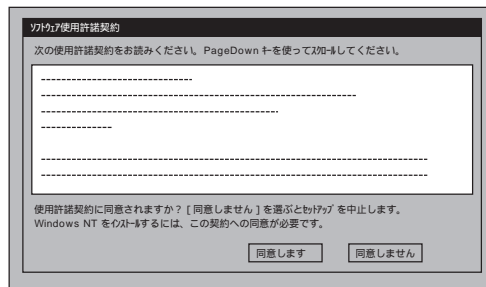 ｿﾌﾄｳｪｱ使用許諾契約
次の使用許諾契約をお読みください。PageDown ｷｰを使ってｽｸﾛｰﾙしてください。
使用許諾契約に同意されますか？ [ 同意しません ] を選ぶとｾｯﾄｱｯﾌﾟを中止します。
Windows NT をｲﾝｽﾄｰﾙするには、この契約への同意が必要です。
同意します
同意しません